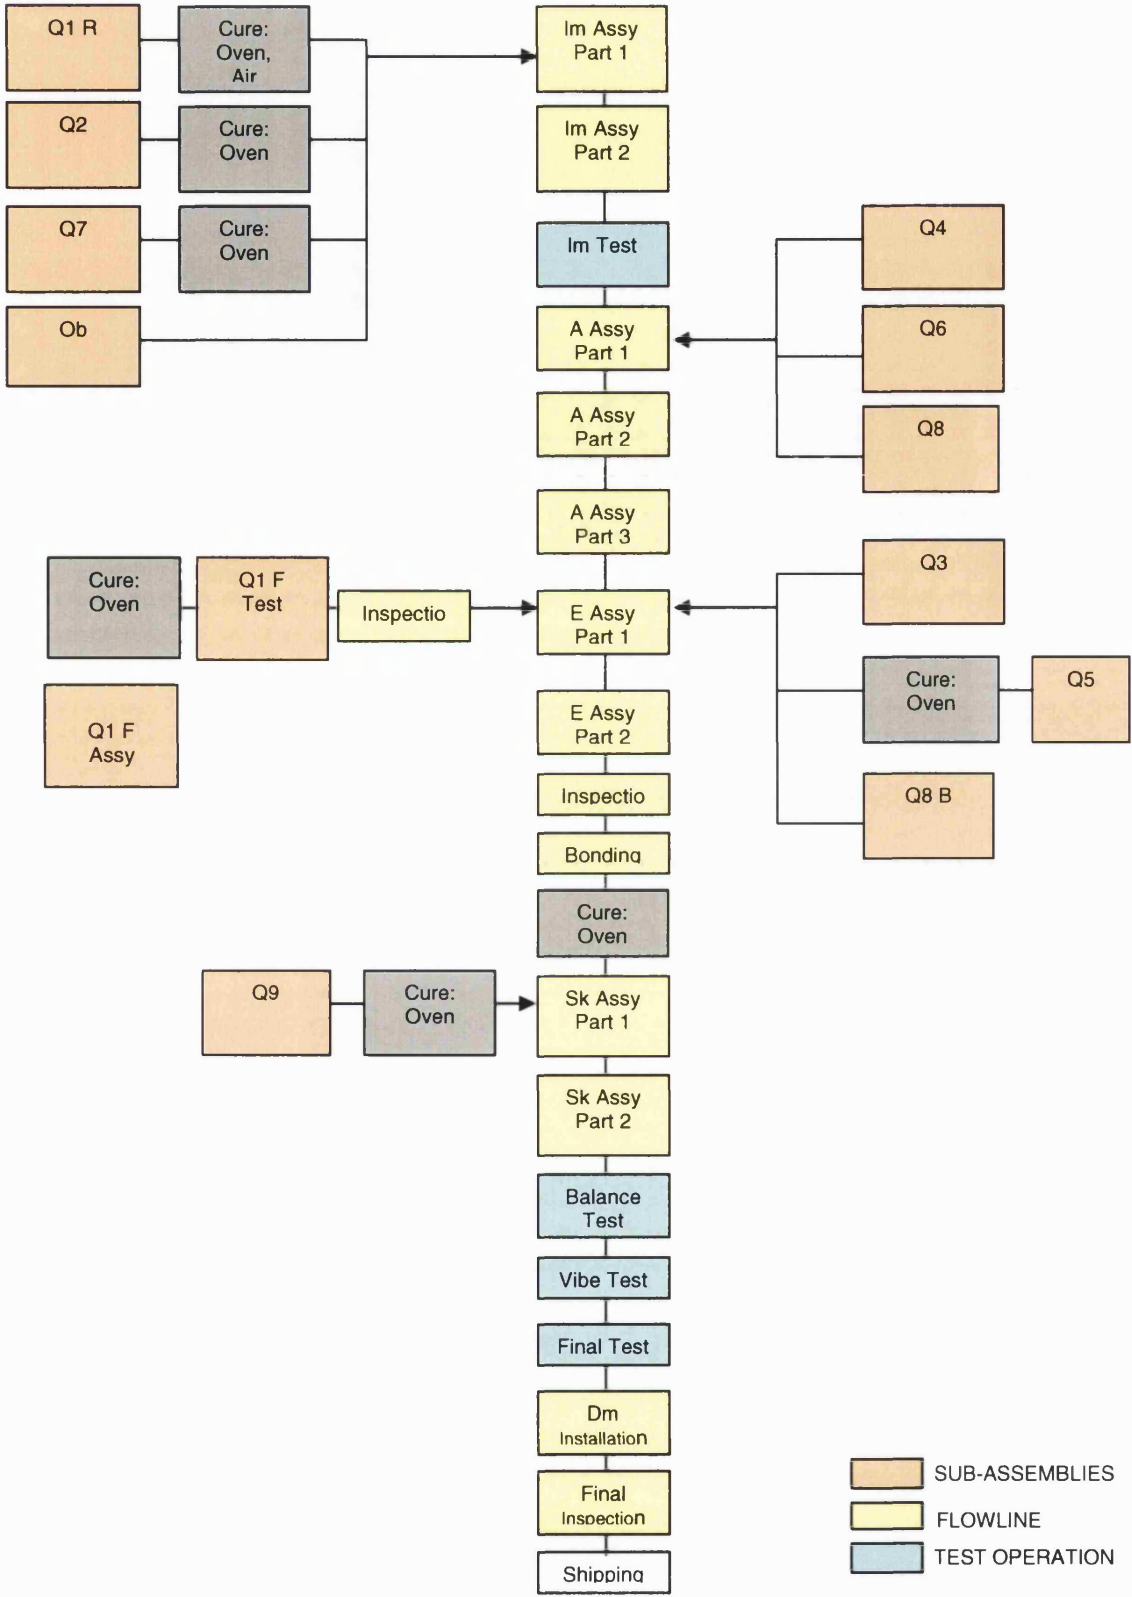 Q1 R
Cure:
Oven,
Air
Q2
Cure:
Oven
Q7
Cure:
Oven
Ob
Im Assy
Part 1
Im Assy
Part 2
Im Test
A Assy
Part 1
A Assy
Part 2
A Assy
Part 3
Q4
Q6
Q8
Cure:
Oven
Q1 F
Test
Inspectio
Q1 F
Assy
E Assy
Part 1
E Assy
Part 2
Inspectio
Bonding
Cure:
Oven
Q3
Cure:
Oven
Q5
Q8 B
Q9
Cure:
Oven
Sk Assy
Part 1
Sk Assy
Part 2
Balance
Test
Vibe Test
Final Test
Dm
Installation
Final
Inspection
Shipping
SUB-ASSEMBLIES
FLOWLINE
TEST OPERATION